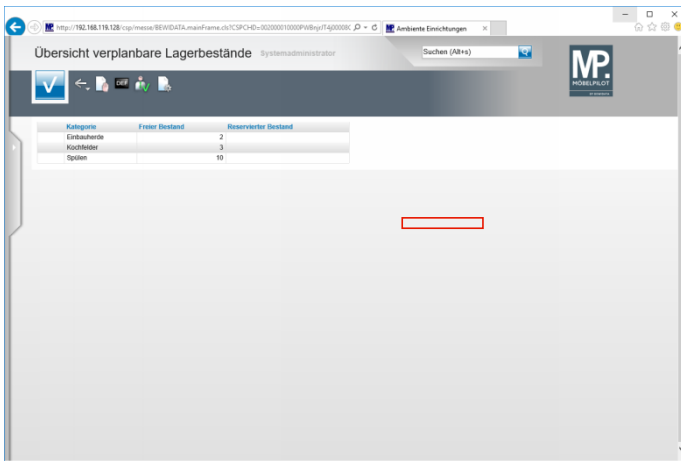 http://192.168.119.128/csp/messe/BEWIDATA.mainFrame.cls?CSPCHD=
Ambiente Einrichtungen
Übersicht verplanbare Lagerbestände Systemadministrator
Suchen (Alt+s)
MP.
MÖBELPILOT
DEF
Kategorie Freier Bestand Reservierter Bestand
Einbauherde 2
Kochfelder 3
Spülen 10